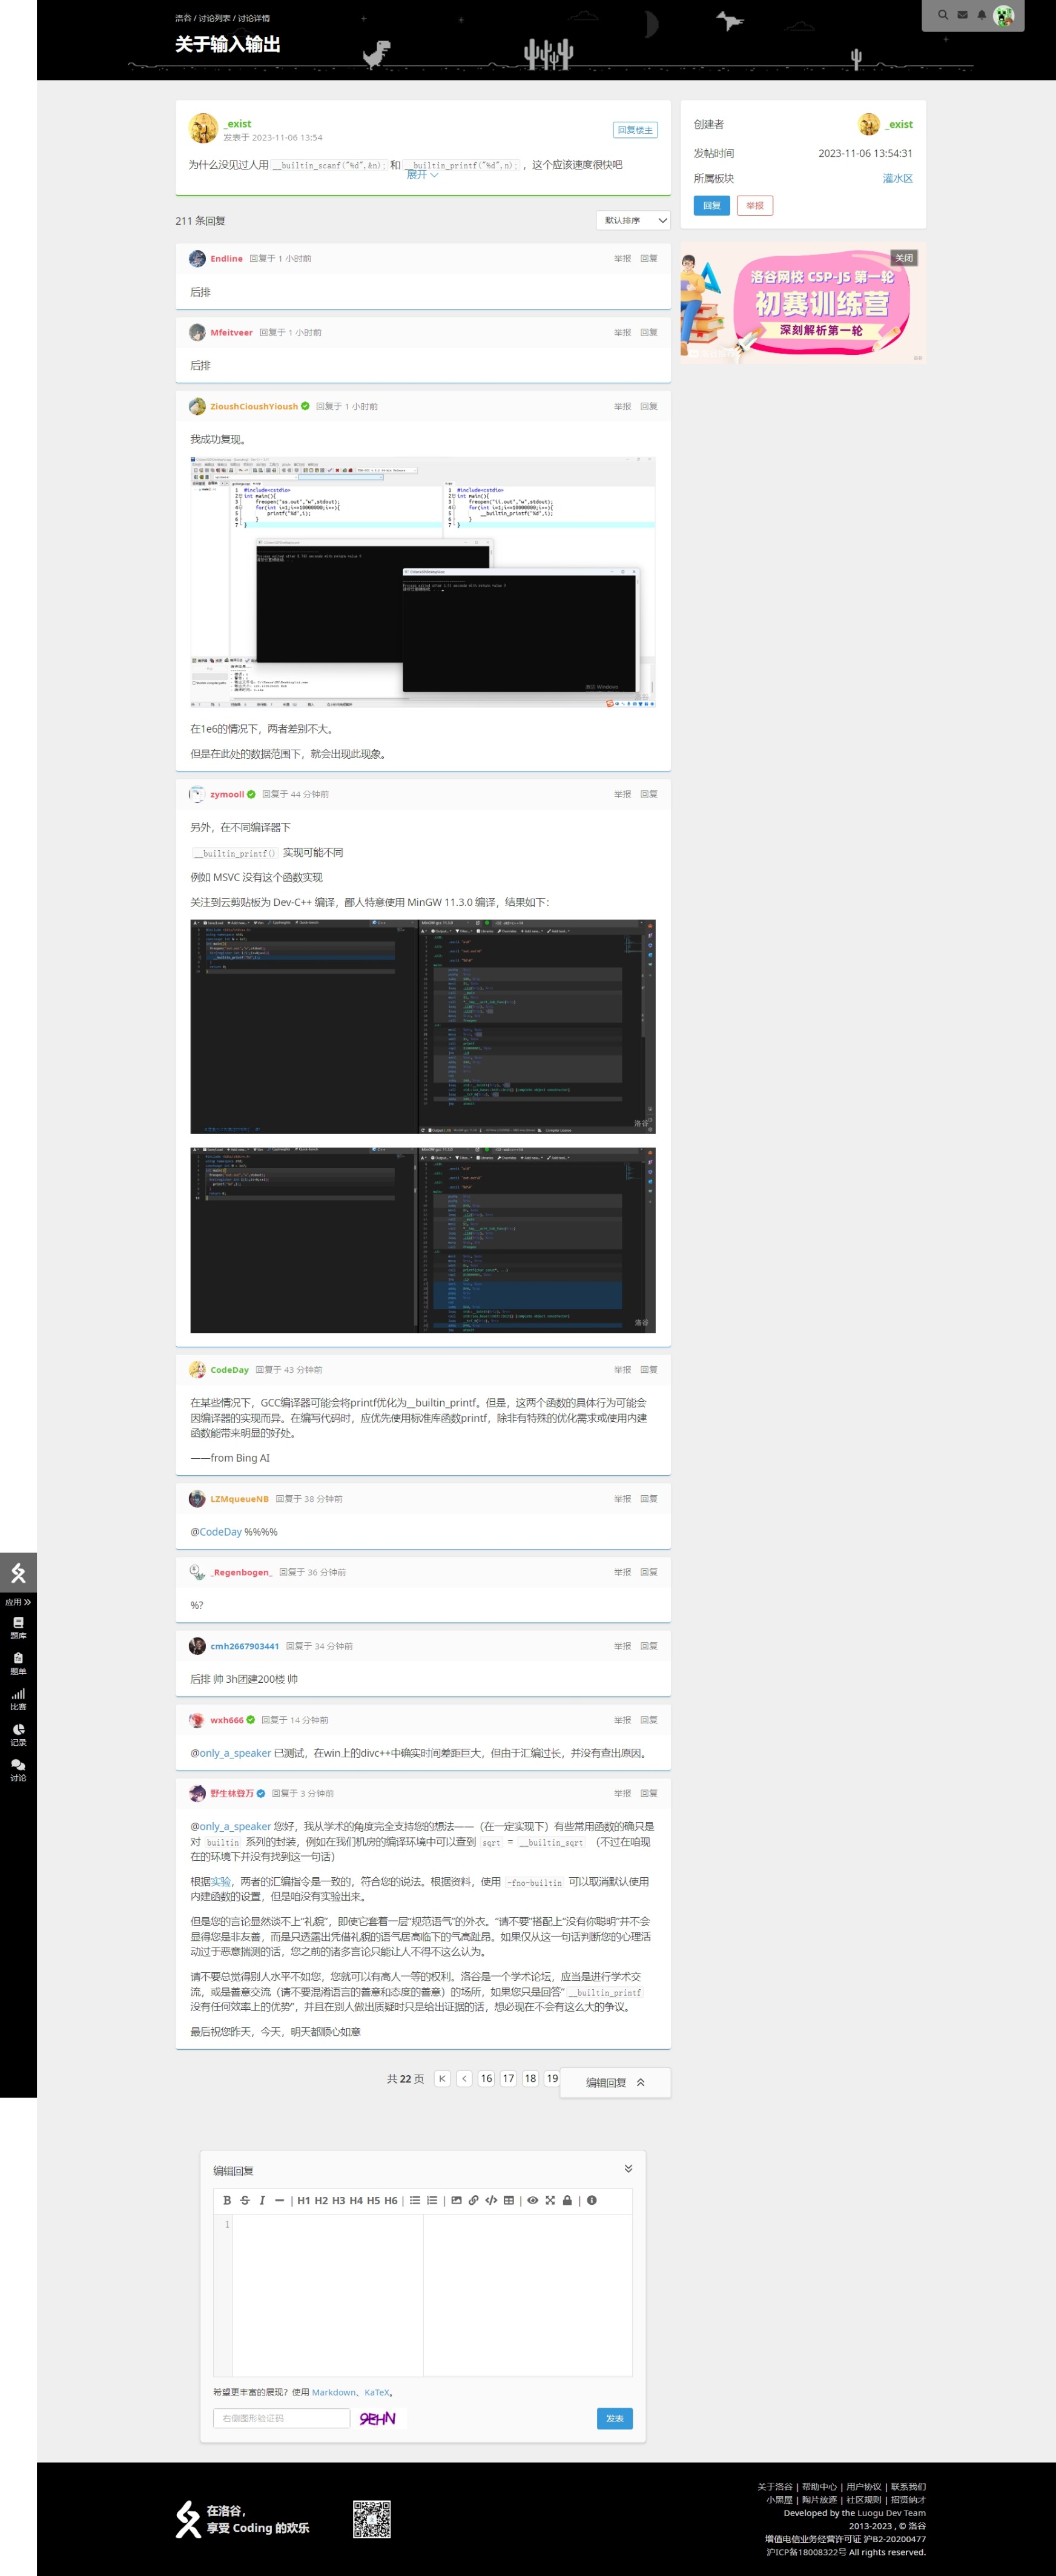 洛谷 / 讨论列表 / 讨论详情
关于输入输出
_exist
发表于 2023-11-06 13:54
回复楼主
为什么没见过人用 __builtin_scanf("%d",&n); 和 __builtin_printf("%d",n); ，这个应该速度很快吧
展开
创建者
_exist
发帖时间
2023-11-06 13:54:31
所属板块
灌水区
回复
举报
关闭
洛谷网校 CSP-JS 第一轮
初赛训练营
深刻解析第一轮
211 条回复
默认排序
Endline 回复于 1 小时前
举报 回复
后排
Mfeitveer 回复于 1 小时前
举报 回复
后排
ZioushCioushYioush 回复于 1 小时前
举报 回复
我成功复现。
#include<cstdio>
int main(){
freopen("sa.out","w",stdout);
for(int i=1;i<=10000000;i++){
printf("%d",i);
}
}
#include<cstdio>
int main(){
freopen("ii.out","w",stdout);
for(int i=1;i<=10000000;i++){
__builtin_printf("%d",i);
}
}
在1e6的情况下，两者差别不大。
但是在此处的数据范围下，就会出现此现象。
zymooll 回复于 44 分钟前
举报 回复
另外，在不同编译器下
__builtin_printf() 实现可能不同
例如 MSVC 没有这个函数实现
关注到云剪贴板为 Dev-C++ 编译，鄙人特意使用 MinGW 11.3.0 编译，结果如下：
洛谷
洛谷
CodeDay 回复于 43 分钟前
举报 回复
在某些情况下，GCC编译器可能会将printf优化为__builtin_printf。但是，这两个函数的具体行为可能会
因编译器的实现而异。在编写代码时，应优先使用标准库函数printf，除非有特殊的优化需求或使用内建
函数能带来明显的好处。
——from Bing AI
LZMqueueNB 回复于 38 分钟前
举报 回复
@CodeDay %%%%
_Regenbogen_ 回复于 36 分钟前
举报 回复
%?
cmh2667903441 回复于 34 分钟前
举报 回复
后排 帅 3h团建200楼 帅
wxh666 回复于 14 分钟前
举报 回复
@only_a_speaker 已测试，在win上的divc++中确实时间差距巨大，但由于汇编过长，并没有查出原因。
野生林登万 回复于 3 分钟前
举报 回复
@only_a_speaker 您好，我从学术的角度完全支持您的想法——（在一定实现下）有些常用函数的确只是
对 builtin 系列的封装，例如在我们机房的编译环境中可以查到 sqrt = __builtin_sqrt （不过在咱现
在的环境下并没有找到这一句话）
根据实验，两者的汇编指令是一致的，符合您的说法。根据资料，使用 -fno-builtin 可以取消默认使用
内建函数的设置，但是咱没有实验出来。
但是您的言论显然谈不上“礼貌”，即使它套着一层“规范语气”的外衣。“请不要”搭配上“没有你聪明”并不会
显得您是非友善，而是只透露出凭借礼貌的语气居高临下的气高趾昂。如果仅从这一句话判断您的心理活
动过于恶意揣测的话，您之前的诸多言论只能让人不得不这么认为。
请不要总觉得别人水平不如您，您就可以有高人一等的权利。洛谷是一个学术论坛，应当是进行学术交
流，或是善意交流（请不要混淆语言的善意和态度的善意）的场所，如果您只是回答“ __builtin_printf
没有任何效率上的优势”，并且在别人做出质疑时只是给出证据的话，想必现在不会有这么大的争议。
最后祝您昨天，今天，明天都顺心如意
应用
题库
题单
比赛
记录
讨论
共 22 页 16 17 18 19
编辑回复
编辑回复
B S I — | H1 H2 H3 H4 H5 H6
1
希望更丰富的展现？使用 Markdown、KaTeX。
右侧图形验证码
9EHN
发表
在洛谷，
享受 Coding 的欢乐
关于洛谷 | 帮助中心 | 用户协议 | 联系我们
小黑屋 | 陶片放逐 | 社区规则 | 招贤纳才
Developed by the Luogu Dev Team
2013-2023 , © 洛谷
增值电信业务经营许可证 沪B2-20200477
沪ICP备18008322号 All rights reserved.